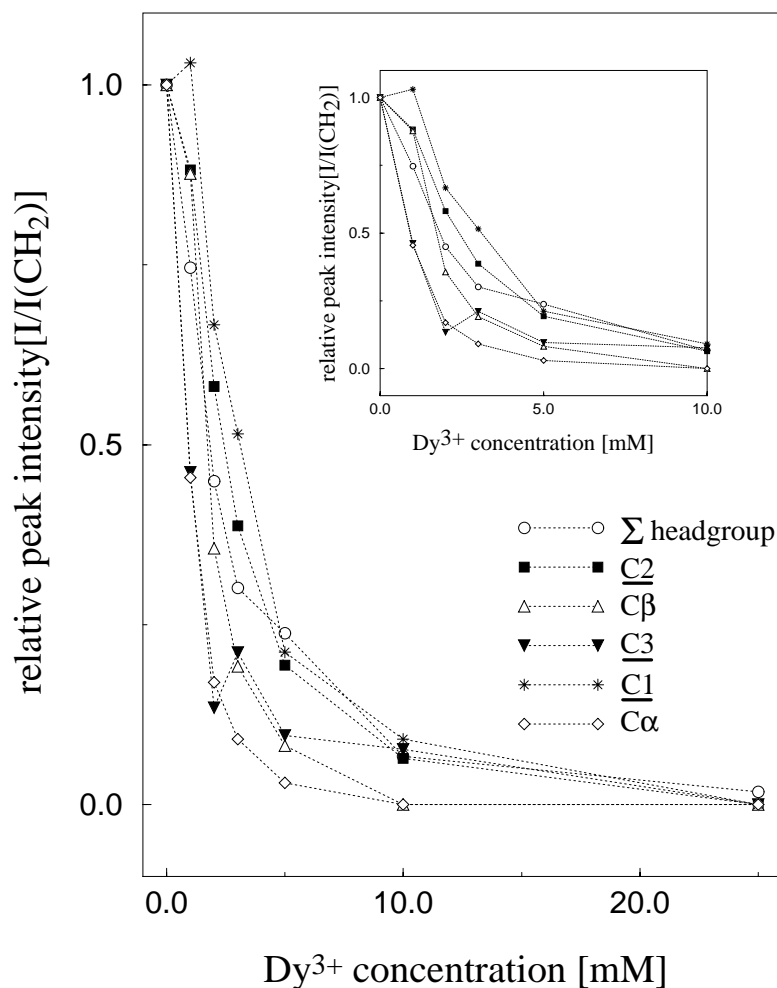 relative peak intensity[I/I(CH₂)]
1.0
0.5
0.0
0.0
10.0
20.0
Dy³⁺ concentration [mM]
relative peak intensity[I/I(CH₂)]
1.0
0.5
0.0
0.0
5.0
10.0
Dy³⁺ concentration [mM]
Σ headgroup
C2
Cβ
C3
C1
Cα